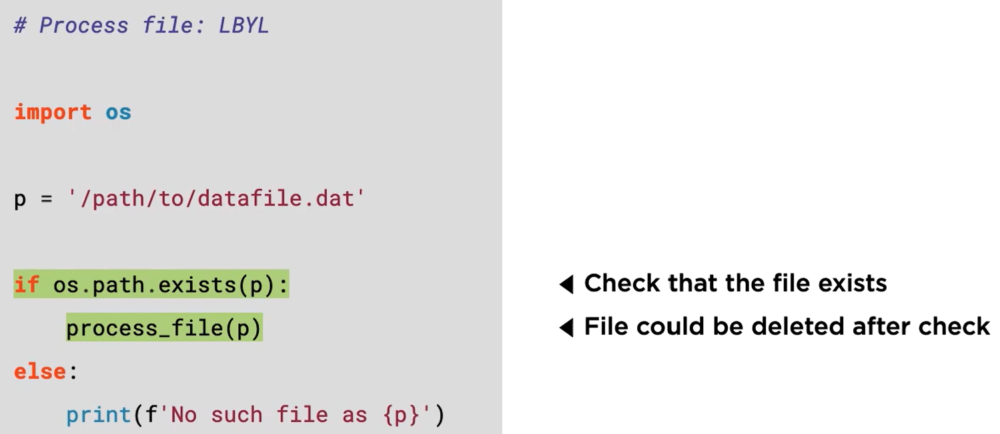 # Process file: LBYL
import os
p = '/path/to/datafile.dat'
if os.path.exists(p):
    process_file(p)
else:
    print(f'No such file as {p}')
◀ Check that the file exists
◀ File could be deleted after check